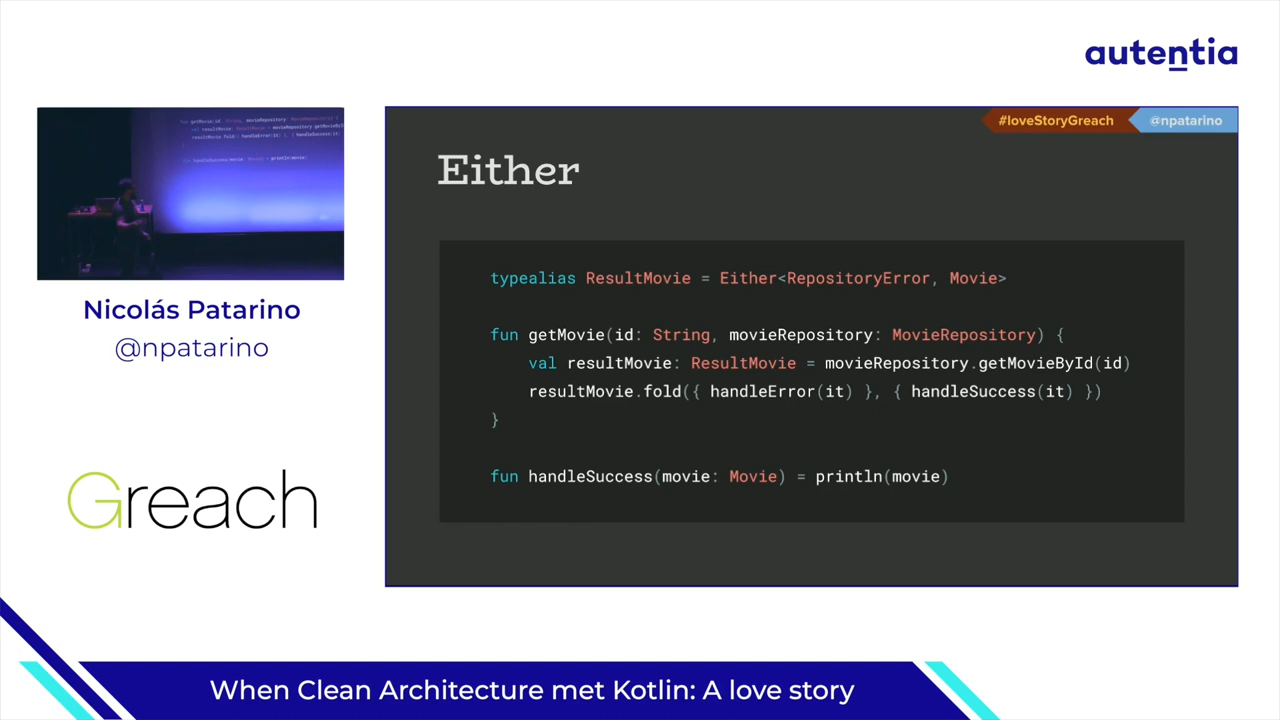 autentia
#loveStoryGreach
@npatarino
Either
typealias ResultMovie = Either<RepositoryError, Movie>
fun getMovie(id: String, movieRepository: MovieRepository) {
val resultMovie: ResultMovie = movieRepository.getMovieById(id)
resultMovie.fold({ handleError(it) }, { handleSuccess(it) })
}
fun handleSuccess(movie: Movie) = println(movie)
Nicolás Patarino
@npatarino
Greach
When Clean Architecture met Kotlin: A love story